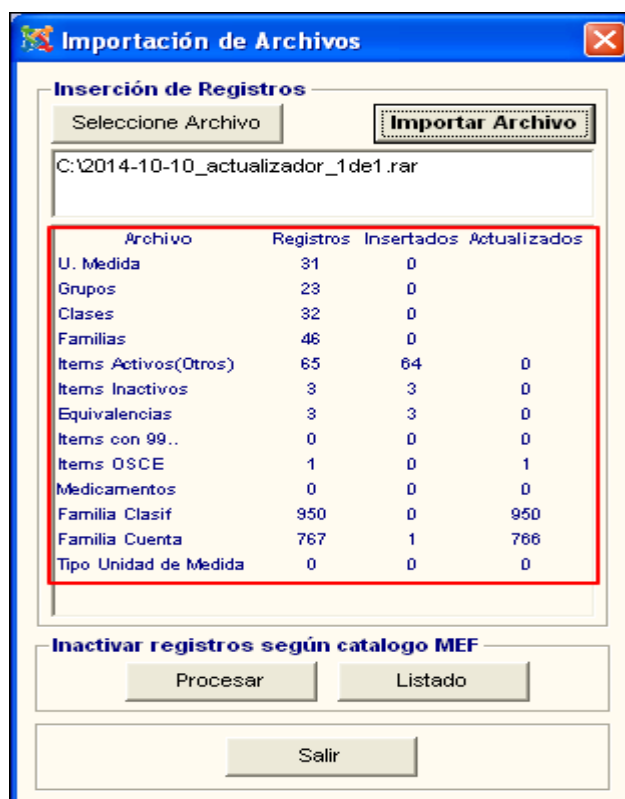 Importación de Archivos
Inserción de Registros
Seleccione Archivo Importar Archivo
C:\2014-10-10_actualizador_1de1.rar
Archivo Registros Insertados Actualizados
U. Medida 31 0
Grupos 23 0
Clases 32 0
Familias 46 0
Items Activos(Otros) 65 64 0
Items Inactivos 3 3 0
Equivalencias 3 3 0
Items con 99.. 0 0 0
Items OSCE 1 0 1
Medicamentos 0 0 0
Familia Clasif 950 0 950
Familia Cuenta 767 1 766
Tipo Unidad de Medida 0 0 0
Inactivar registros según catalogo MEF
Procesar Listado
Salir